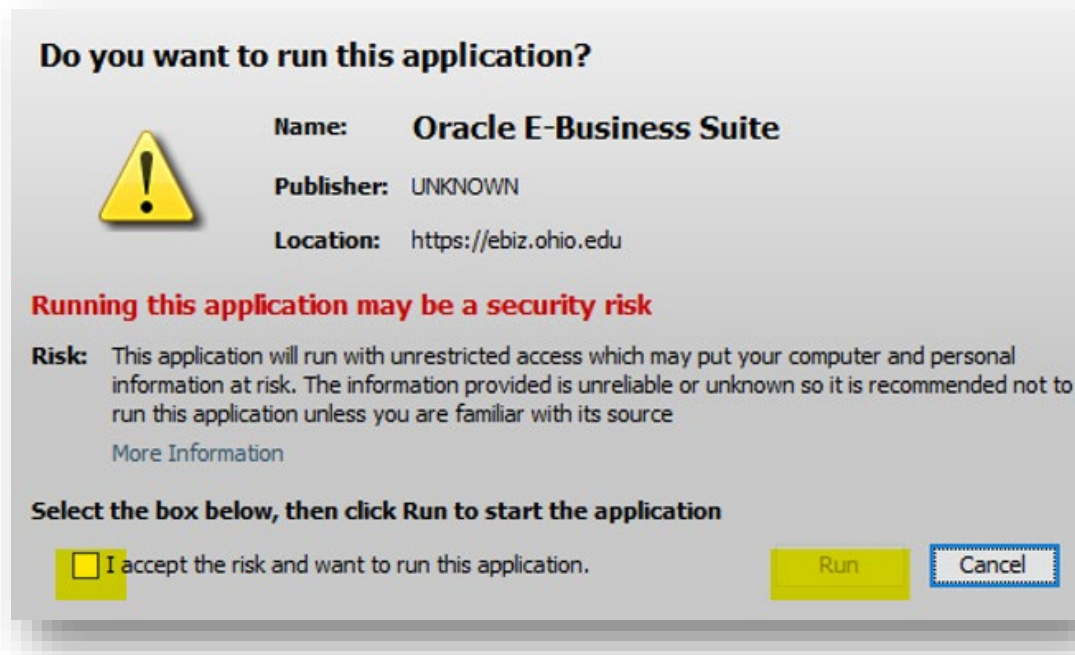 Do you want to run this application?
Name: Oracle E-Business Suite
Publisher: UNKNOWN
Location: https://ebiz.ohio.edu
Running this application may be a security risk
Risk: This application will run with unrestricted access which may put your computer and personal
information at risk. The information provided is unreliable or unknown so it is recommended not to
run this application unless you are familiar with its source
More Information
Select the box below, then click Run to start the application
I accept the risk and want to run this application. Run Cancel